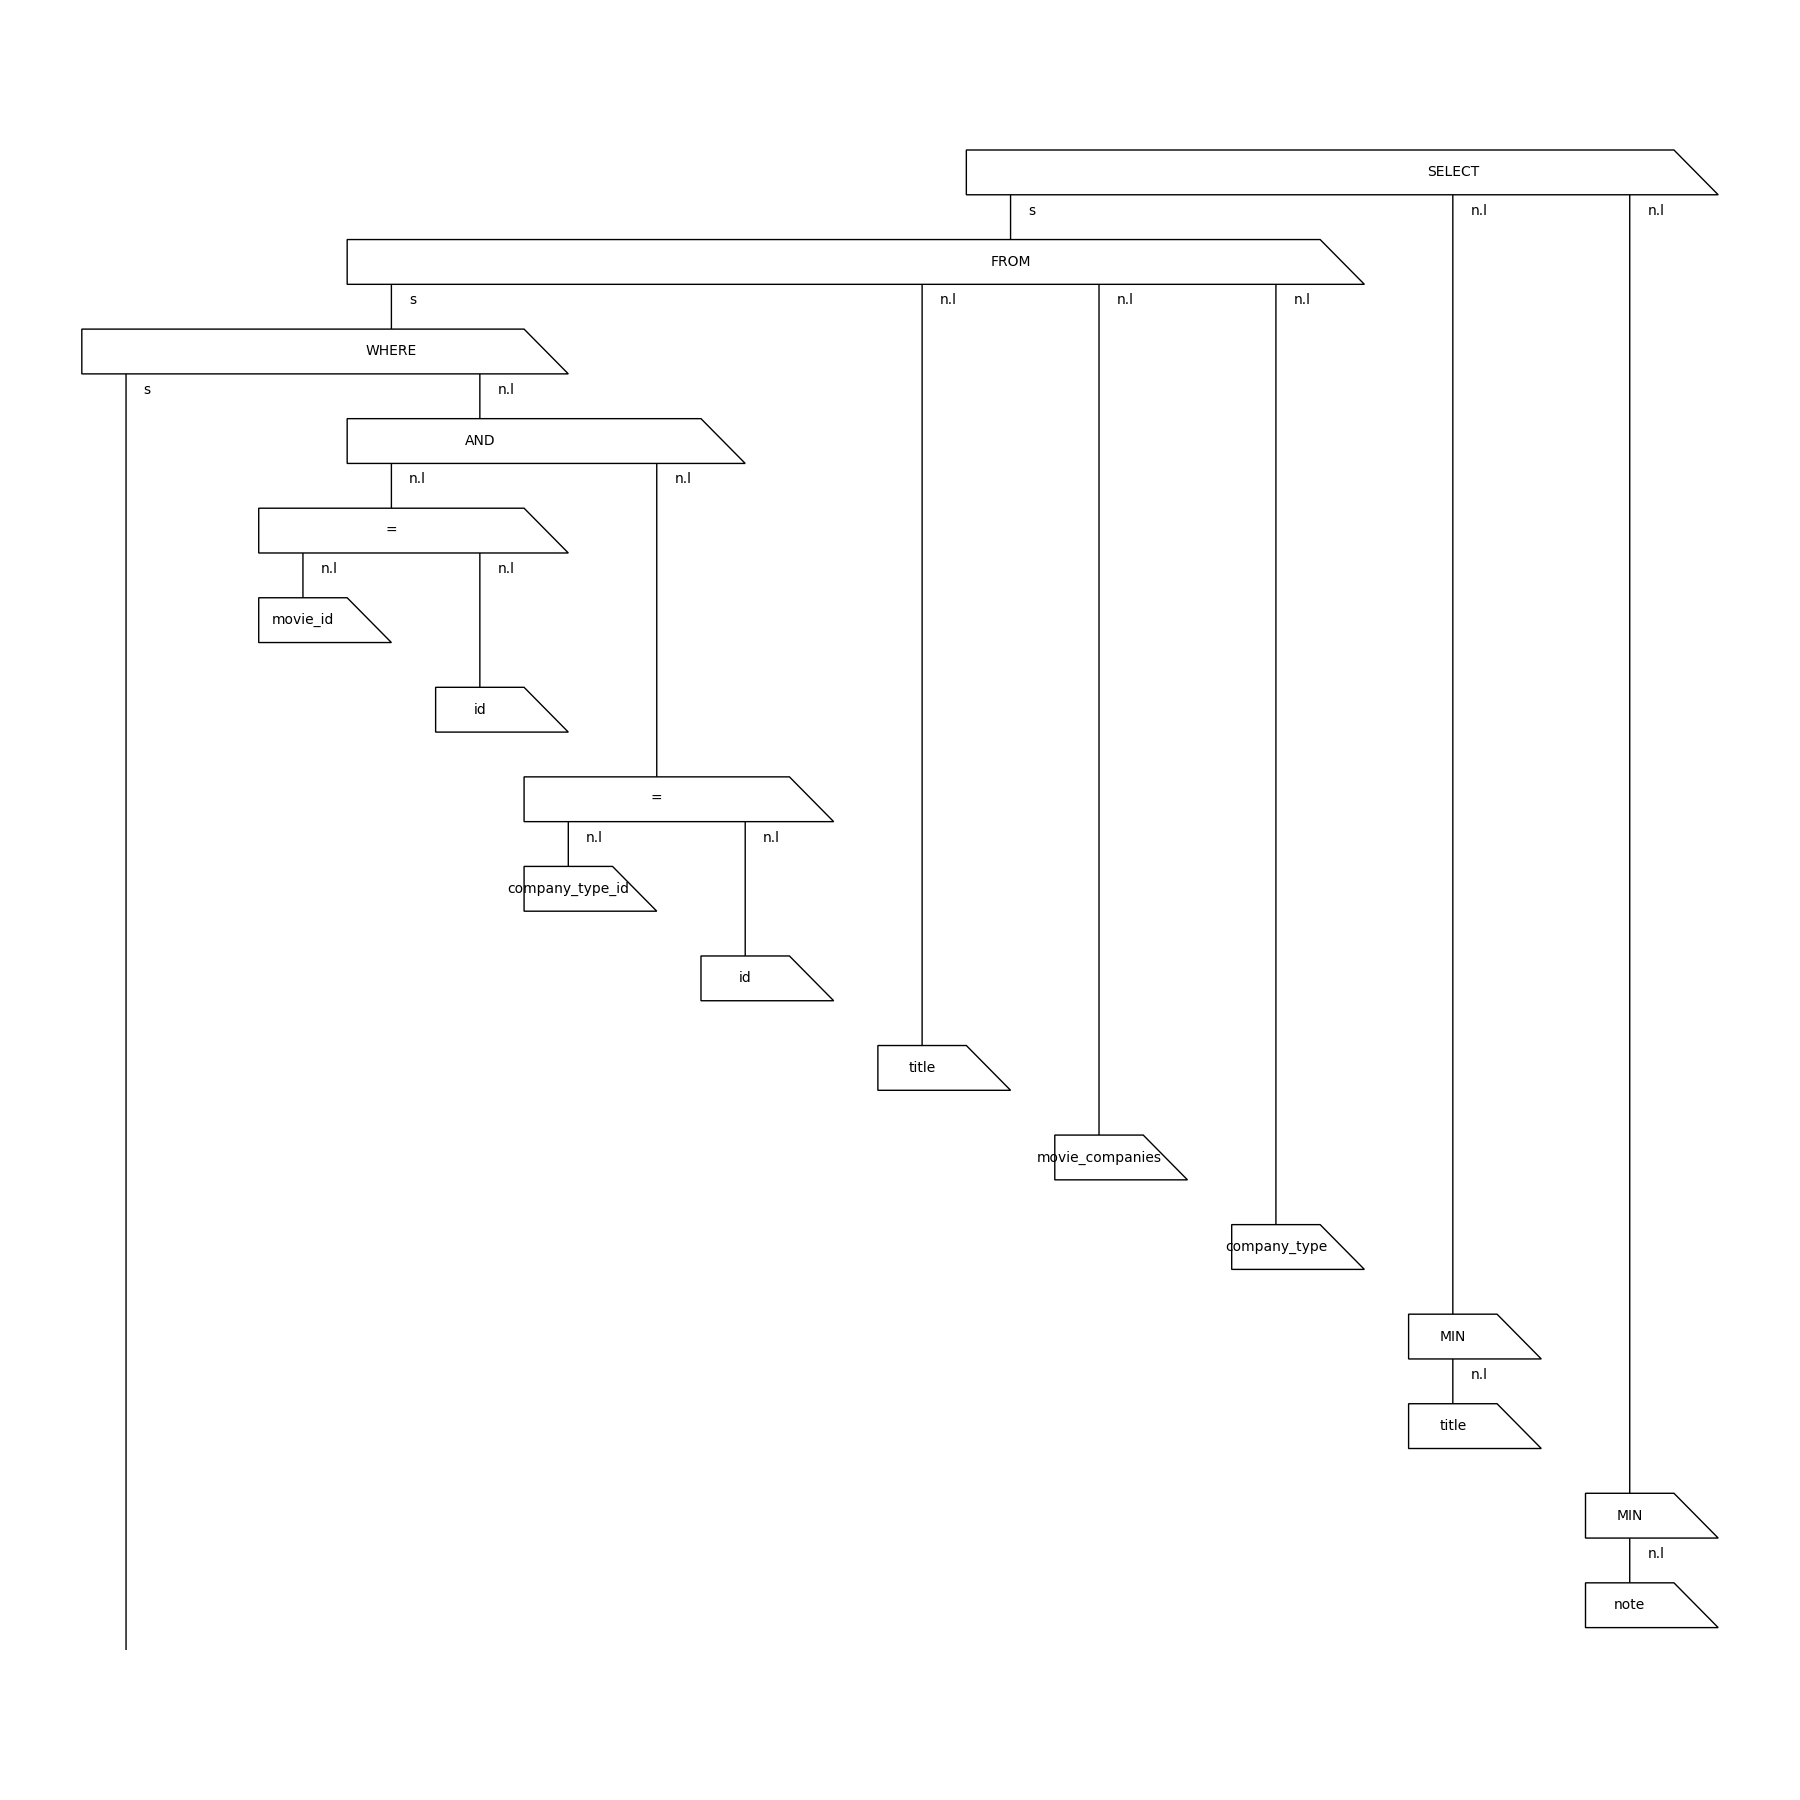 SELECT
s n.l n.l
FROM
s n.l n.l n.l
WHERE
s n.l
AND
n.l n.l
=
n.l n.l
movie_id
id
=
n.l n.l
company_type_id
id
title
movie_companies
company_type
MIN
n.l
title
MIN
n.l
note